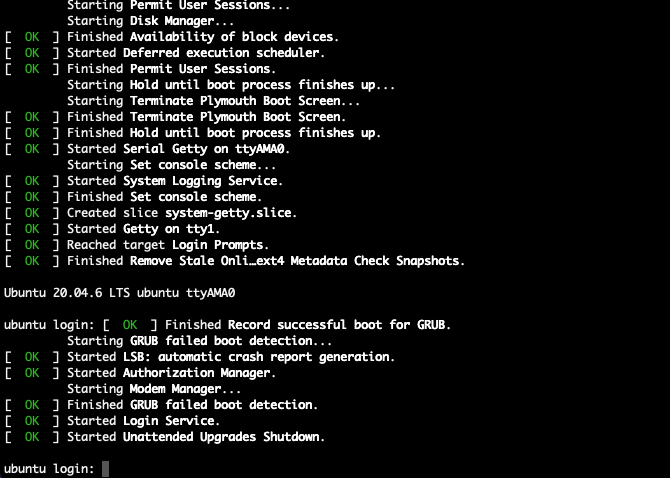 Starting Permit User Sessions...
Starting Disk Manager...
[  OK  ] Finished Availability of block devices.
[  OK  ] Started Deferred execution scheduler.
[  OK  ] Finished Permit User Sessions.
Starting Hold until boot process finishes up...
Starting Terminate Plymouth Boot Screen...
[  OK  ] Finished Terminate Plymouth Boot Screen.
[  OK  ] Finished Hold until boot process finishes up.
[  OK  ] Started Serial Getty on ttyAMA0.
Starting Set console scheme...
[  OK  ] Started System Logging Service.
[  OK  ] Finished Set console scheme.
[  OK  ] Created slice system-getty.slice.
[  OK  ] Started Getty on tty1.
[  OK  ] Reached target Login Prompts.
[  OK  ] Finished Remove Stale Onli…ext4 Metadata Check Snapshots.
Ubuntu 20.04.6 LTS ubuntu ttyAMA0
ubuntu login: [  OK  ] Finished Record successful boot for GRUB.
Starting GRUB failed boot detection...
[  OK  ] Started LSB: automatic crash report generation.
[  OK  ] Started Authorization Manager.
Starting Modem Manager...
[  OK  ] Finished GRUB failed boot detection.
[  OK  ] Started Login Service.
[  OK  ] Started Unattended Upgrades Shutdown.
ubuntu login: